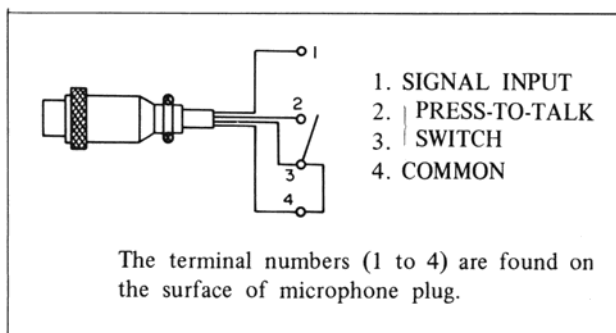 1
2
3
4
1. SIGNAL INPUT
2. PRESS-TO-TALK
3. SWITCH
4. COMMON
The terminal numbers (1 to 4) are found on
the surface of microphone plug.